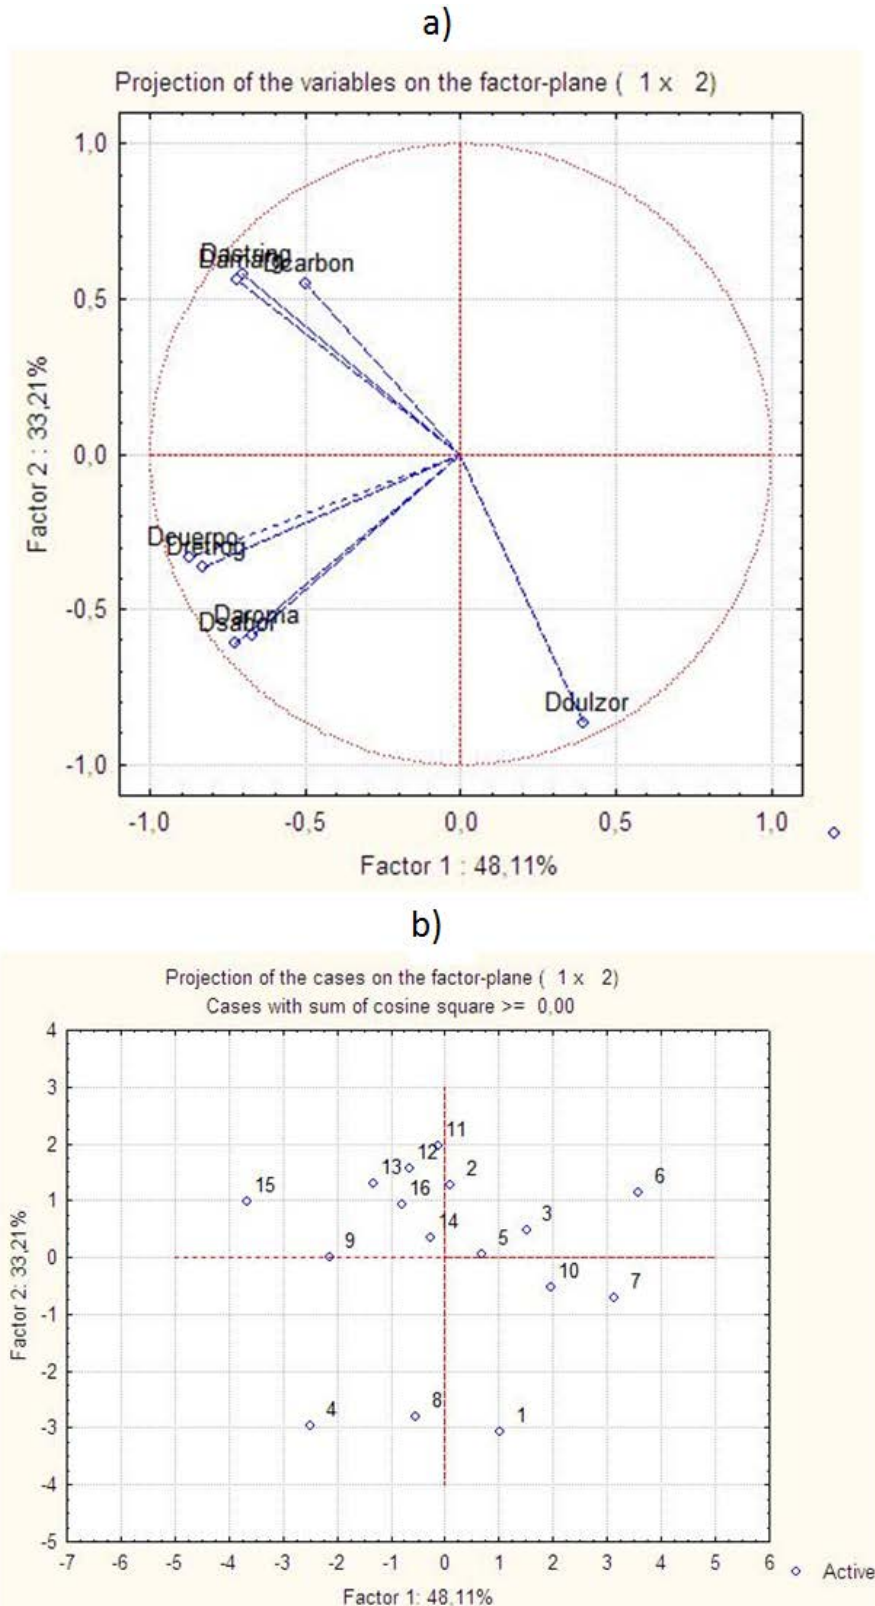 a)
Projection of the variables on the factor-plane ( 1 x 2)
1,0
0,5
0,0
-0,5
-1,0
Factor 2 : 33,21%
Dastring
Dcarbon
Dcuerpo
Dretrog
Daroma
Dsabor
Ddulzor
-1,0 -0,5 0,0 0,5 1,0
Factor 1 : 48,11%
b)
Projection of the cases on the factor-plane ( 1 x 2)
Cases with sum of cosine square >= 0,00
4
3
2
1
0
-1
-2
-3
-4
-5
Factor 2: 33,21%
11
12
13
2
16
15
6
14
3
5
9
10
7
4
8
1
-7 -6 -5 -4 -3 -2 -1 0 1 2 3 4 5 6
Active
Factor 1: 48,11%